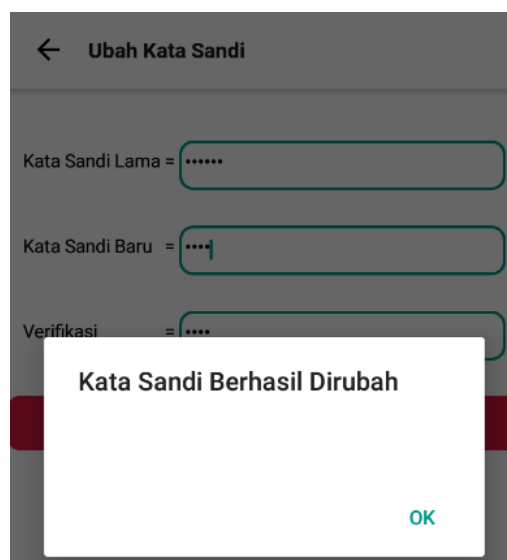 Ubah Kata Sandi
Kata Sandi Lama = ••••••
Kata Sandi Baru = ••••
Verifikasi = ••••
Kata Sandi Berhasil Dirubah
OK